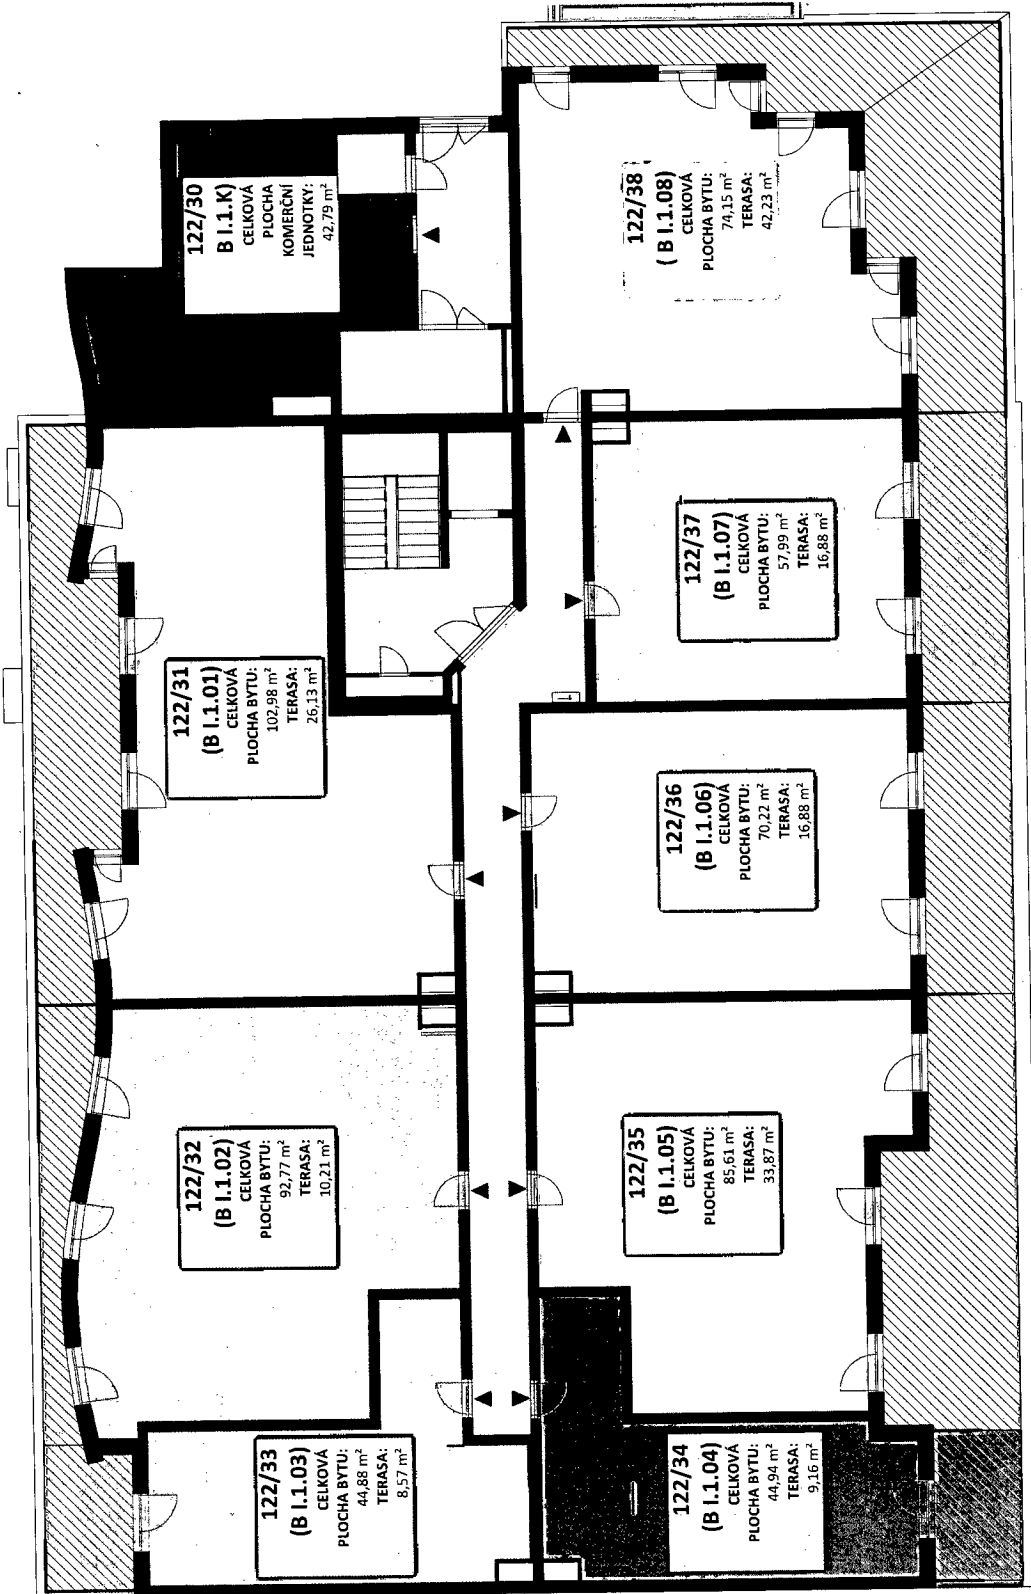 122/30
B I.1.K)
CELKOVÁ
PLOCHA
KOMERČNÍ
JEDNOTKY:
42,79 m²
122/38
( B I.1.08)
CELKOVÁ
PLOCHA BYTU:
74,15 m²
TERASA:
42,23 m²
122/37
(B I.1.07)
CELKOVÁ
PLOCHA BYTU:
57,99 m²
TERASA:
16,88 m²
122/31
(B I.1.01)
CELKOVÁ
PLOCHA BYTU:
102,98 m²
TERASA:
26,13 m²
122/36
(B I.1.06)
CELKOVÁ
PLOCHA BYTU:
70,22 m²
TERASA:
16,88 m²
122/32
(B I.1.02)
CELKOVÁ
PLOCHA BYTU:
92,77 m²
TERASA:
10,21 m²
122/35
(B I.1.05)
CELKOVÁ
PLOCHA BYTU:
85,61 m²
TERASA:
33,87 m²
122/33
(B I.1.03)
CELKOVÁ
PLOCHA BYTU:
44,88 m²
TERASA:
8,57 m²
122/34
(B I.1.04)
CELKOVÁ
PLOCHA BYTU:
44,94 m²
TERASA:
9,16 m²